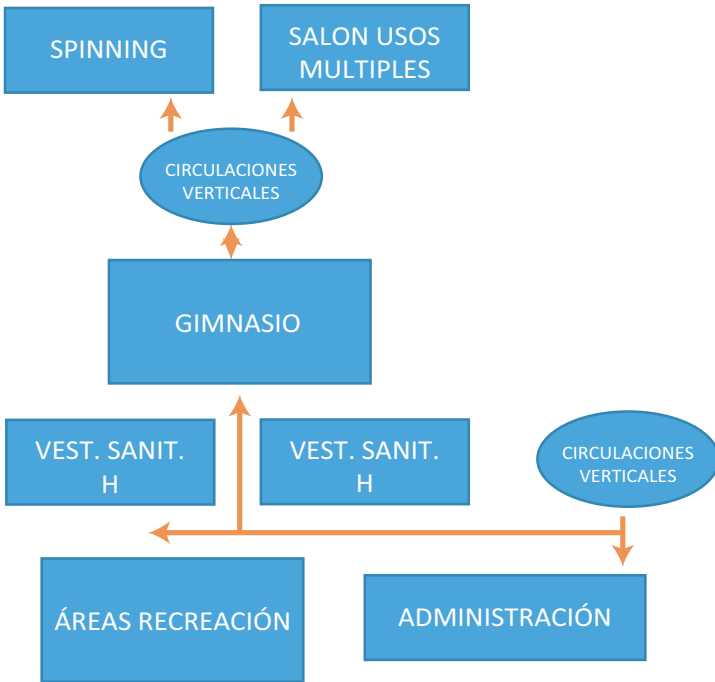 SPINNING
SALON USOS
MULTIPLES
CIRCULACIONES
VERTICALES
GIMNASIO
VEST. SANIT.
H
VEST. SANIT.
H
CIRCULACIONES
VERTICALES
ÁREAS RECREACIÓN
ADMINISTRACIÓN